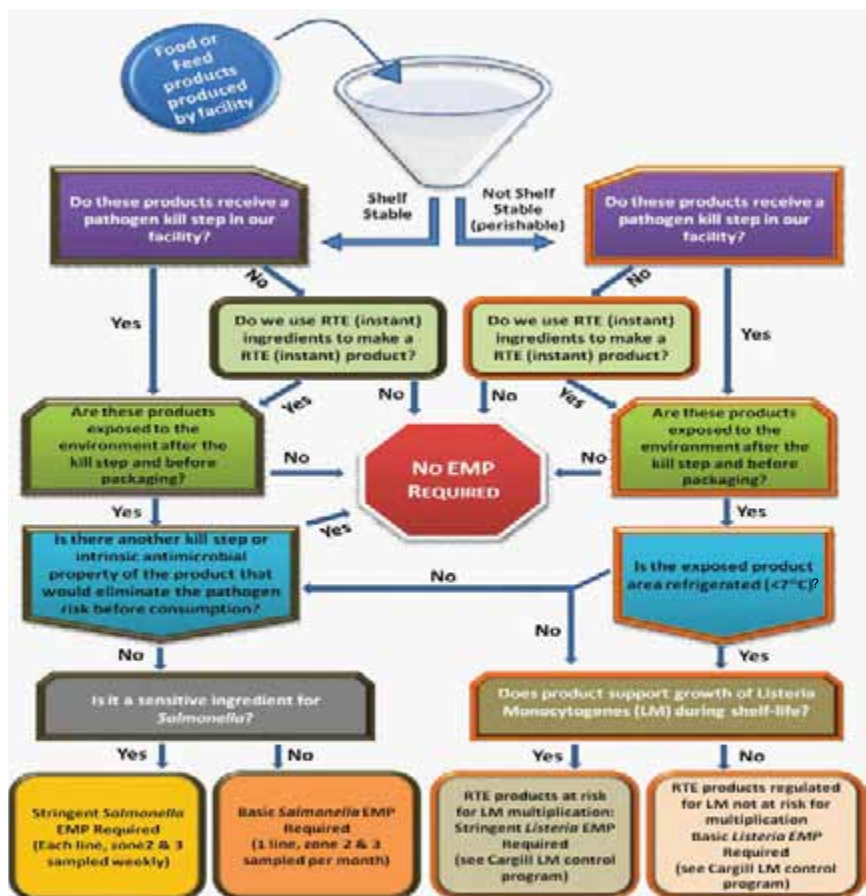 Food or
Feed
products
produced
by facility
Shelf
Stable
Not Shelf
Stable
(perishable)
Do these products receive a
pathogen kill step in our
facility?
Do these products receive a
pathogen kill step in our
facility?
No
No
Yes
Yes
Do we use RTE (instant)
ingredients to make a
RTE (instant) product?
Do we use RTE (instant)
ingredients to make a
RTE (instant) product?
Yes
No
No
Yes
Are these products
exposed to the
environment after the
kill step and before
packaging?
Are these products
exposed to the
environment after the
kill step and before
packaging?
No
No
No EMP
Required
Yes
Yes
Yes
Is there another kill step or
intrinsic antimicrobial
property of the product that
would eliminate the pathogen
risk before consumption?
Is the exposed product
area refrigerated (<7°C)?
No
No
No
Yes
Is it a sensitive ingredient for
Salmonella?
Does product support growth of Listeria
Monocytogenes (LM) during shelf-life?
Yes
No
Yes
No
Stringent Salmonella
EMP Required
(Each line, zone2 & 3
sampled weekly)
Basic Salmonella EMP
Required
(1 line, zone 2 & 3
sampled per month)
RTE products at risk
for LM multiplication:
Stringent Listeria EMP
Required
(see Cargill LM control
program)
RTE products regulated
for LM not at risk for
multiplication
Basic Listeria EMP
Required
(see Cargill LM control
program)